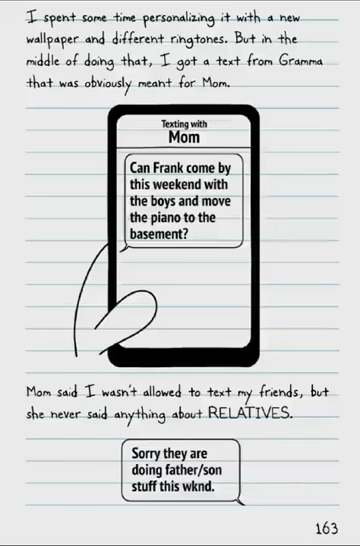 I spent some time personalizing it with a new
wallpaper and different ringtones. But in the
middle of doing that, I got a text from Gramma
that was obviously meant for Mom.
Texting with
Mom
Can Frank come by
this weekend with
the boys and move
the piano to the
basement?
Mom said I wasn't allowed to text my friends, but
she never said anything about RELATIVES.
Sorry they are
doing father/son
stuff this wknd.
163